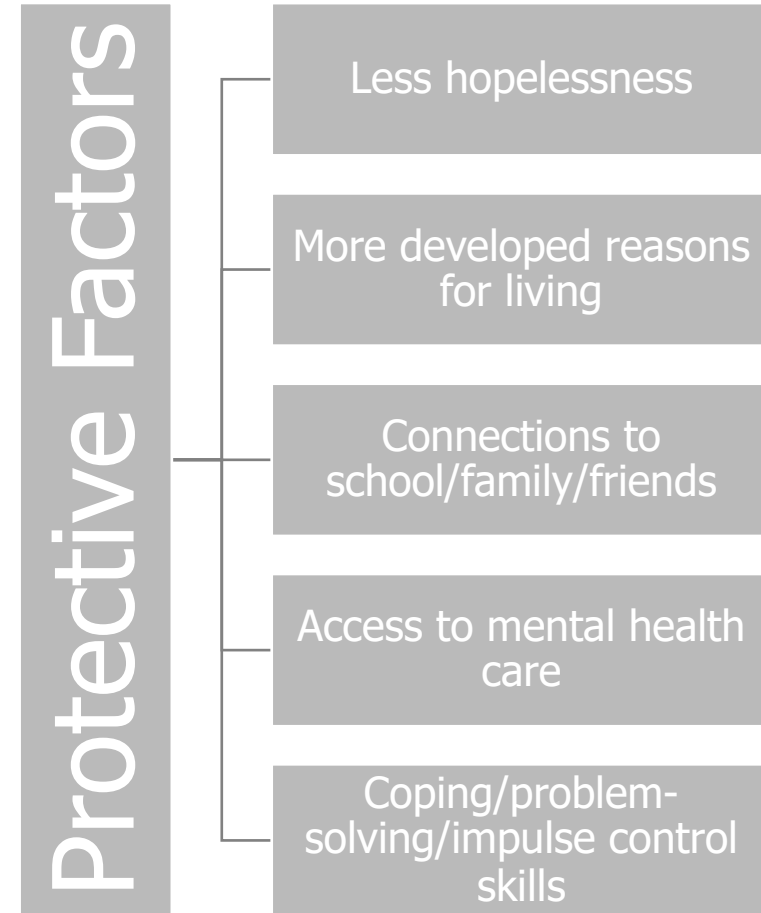 Protective Factors
Less hopelessness
More developed reasons
for living
Connections to
school/family/friends
Access to mental health
care
Coping/problem-
solving/impulse control
skills